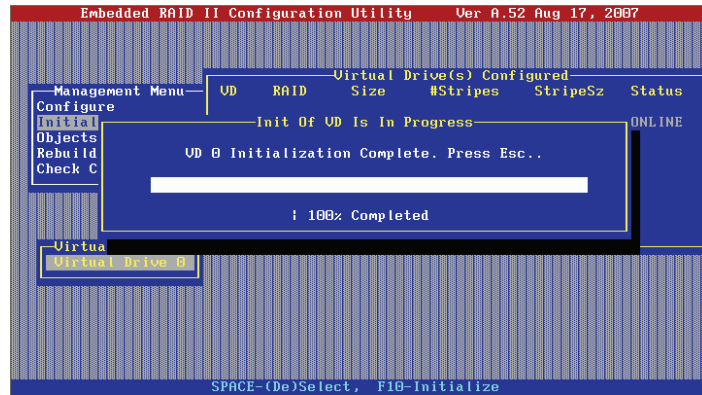 Embedded RAID II Configuration Utility Ver A.52 Aug 17, 2007
Virtual Drive(s) Configured
Management Menu
VD RAID Size #Stripes StripeSz Status
Configure
Initial
Init Of VD Is In Progress
ONLINE
Objects
Rebuild
VD 0 Initialization Complete. Press Esc..
Check C
¦ 100% Completed
Virtua
Virtual Drive 0
SPACE-(De)Select, F10-Initialize